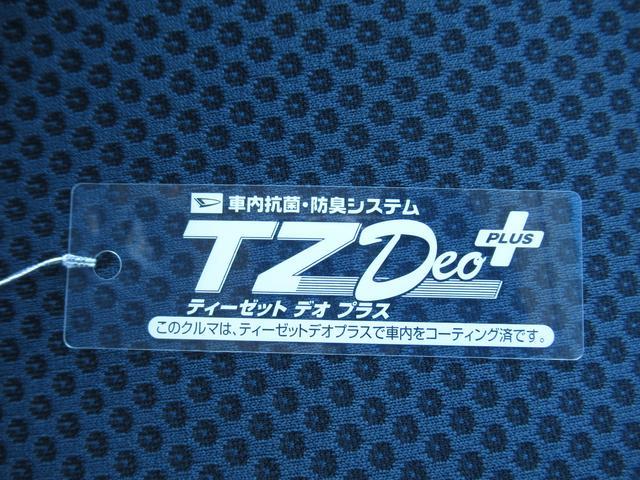 車内抗菌・防臭システム
TZ Deo PLUS
ティーゼット デオ プラス
このクルマは、ティーゼットデオプラスで車内をコーティング済です。